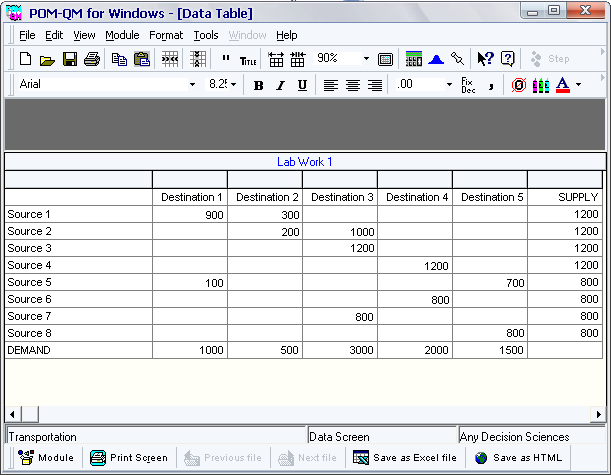 POM-QM for Windows - [Data Table]
File Edit View Module Format Tools Window Help
" TITLE 90% Step
Arial 8.25 B I U .00 Fix Dec ,
Lab Work 1
Destination 1 Destination 2 Destination 3 Destination 4 Destination 5 SUPPLY
Source 1 900 300 1200
Source 2 200 1000 1200
Source 3 1200 1200
Source 4 1200 1200
Source 5 100 700 800
Source 6 800 800
Source 7 800 800
Source 8 800 800
DEMAND 1000 500 3000 2000 1500
Transportation Data Screen Any Decision Sciences
Module Print Screen Previous file Next file Save as Excel file Save as HTML